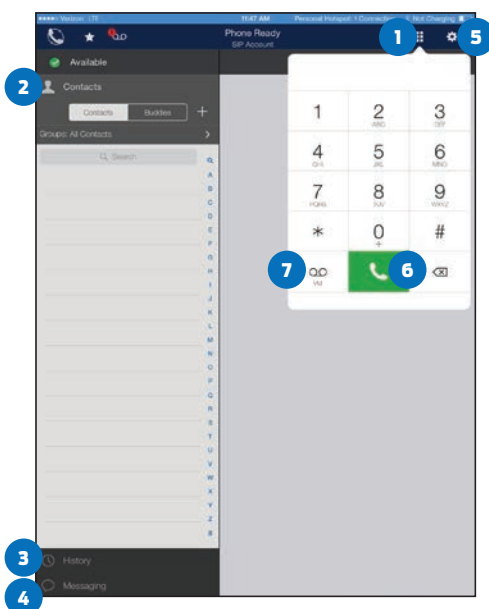 Verizon LTE 11:47 AM Personal Hotspot: 1 Connection Not Charging
Phone Ready
SIP Account
1
5
Available
2
Contacts
Contacts Buddies +
Groups: All Contacts >
Search
A
B
C
D
E
F
G
H
I
J
K
L
M
N
O
P
Q
R
S
T
U
V
W
X
Y
Z
#
1
2 ABC
3 DEF
4 GHI
5 JKL
6 MNO
7 PQRS
8 TUV
9 WXYZ
*
0 +
#
7
VM
6
3
History
4
Messaging